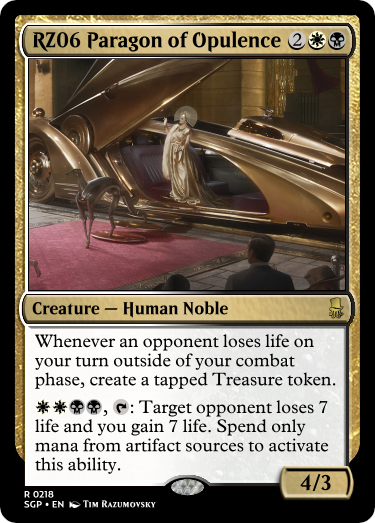 RZ06 Paragon of Opulence 2
Creature — Human Noble
Whenever an opponent loses life on
your turn outside of your combat
phase, create a tapped Treasure token.
, : Target opponent loses 7
life and you gain 7 life. Spend only
mana from artifact sources to activate
this ability.
4/3
R 0218
SGP • EN Tim Razumovsky